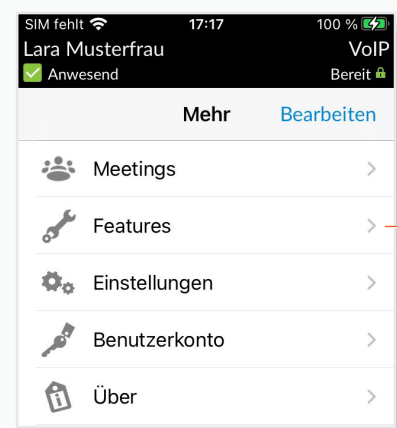 SIM fehlt 17:17 100 %
Lara Musterfrau VoIP
Anwesend Bereit
Mehr Bearbeiten
Meetings
Features
Einstellungen
Benutzerkonto
Über